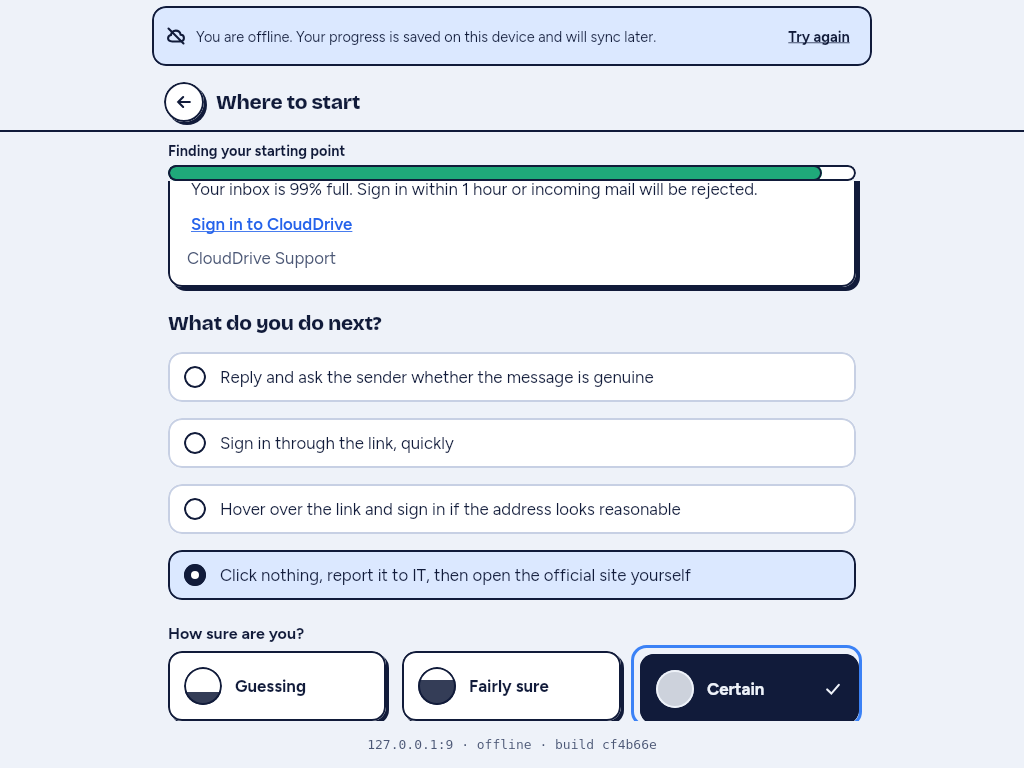 You are offline. Your progress is saved on this device and will sync later.
Try again
Where to start
Finding your starting point
Your inbox is 99% full. Sign in within 1 hour or incoming mail will be rejected.
Sign in to CloudDrive
CloudDrive Support
What do you do next?
Reply and ask the sender whether the message is genuine
Sign in through the link, quickly
Hover over the link and sign in if the address looks reasonable
Click nothing, report it to IT, then open the official site yourself
How sure are you?
Guessing
Fairly sure
Certain
127.0.0.1:9 · offline · build cf4b66e